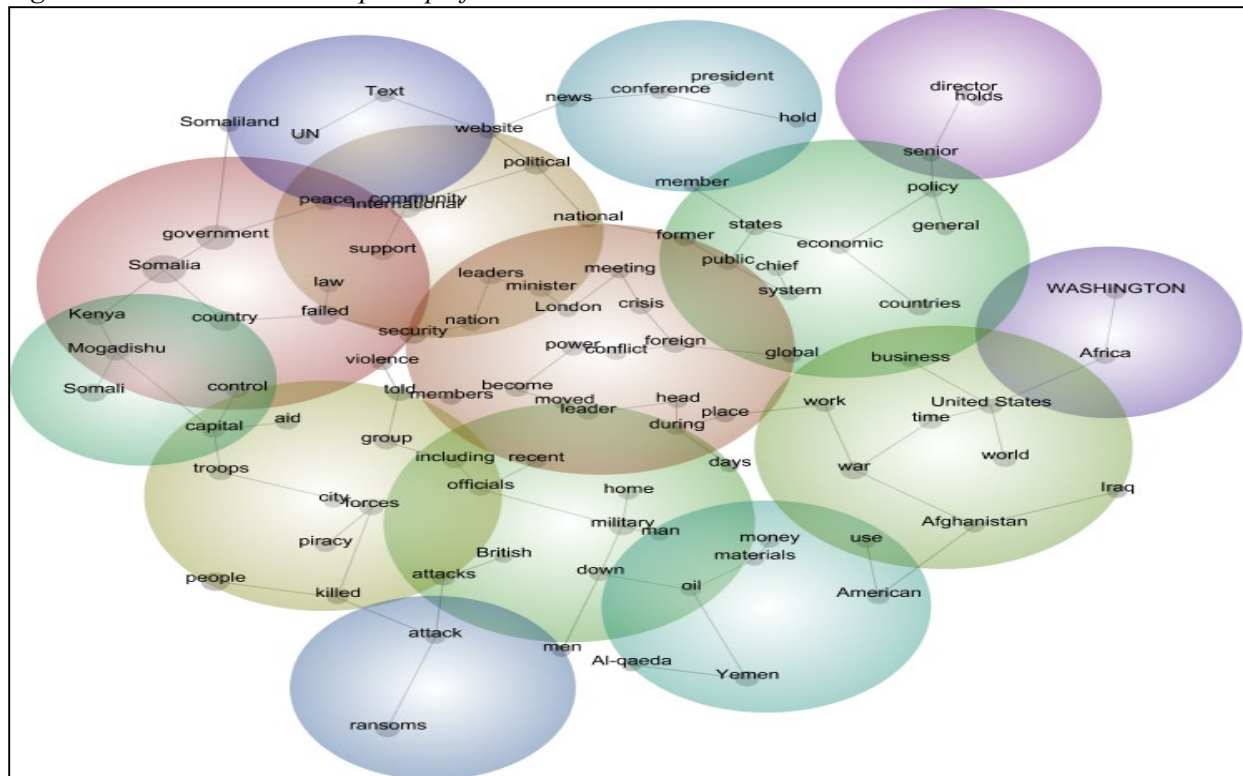 president
conference
director
holds
Text
news
Somaliland
hold
UN
website
senior
political
member
policy
peace
community
international
national
states
general
government
former
economic
support
public
Somalia
meeting
chief
leaders
law
minister
system
WASHINGTON
London
crisis
countries
Kenya
country
failed
nation
security
Mogadishu
power
conflict
foreign
global
business
Africa
violence
Somali
control
become
told
members
moved
leader
head
place
work
United States
time
aid
capital
during
group
including
recent
days
war
world
troops
officials
home
Iraq
city
forces
military
man
Afghanistan
piracy
British
money
use
materials
people
attacks
down
oil
killed
American
attack
men
Al-qaeda
Yemen
ransoms